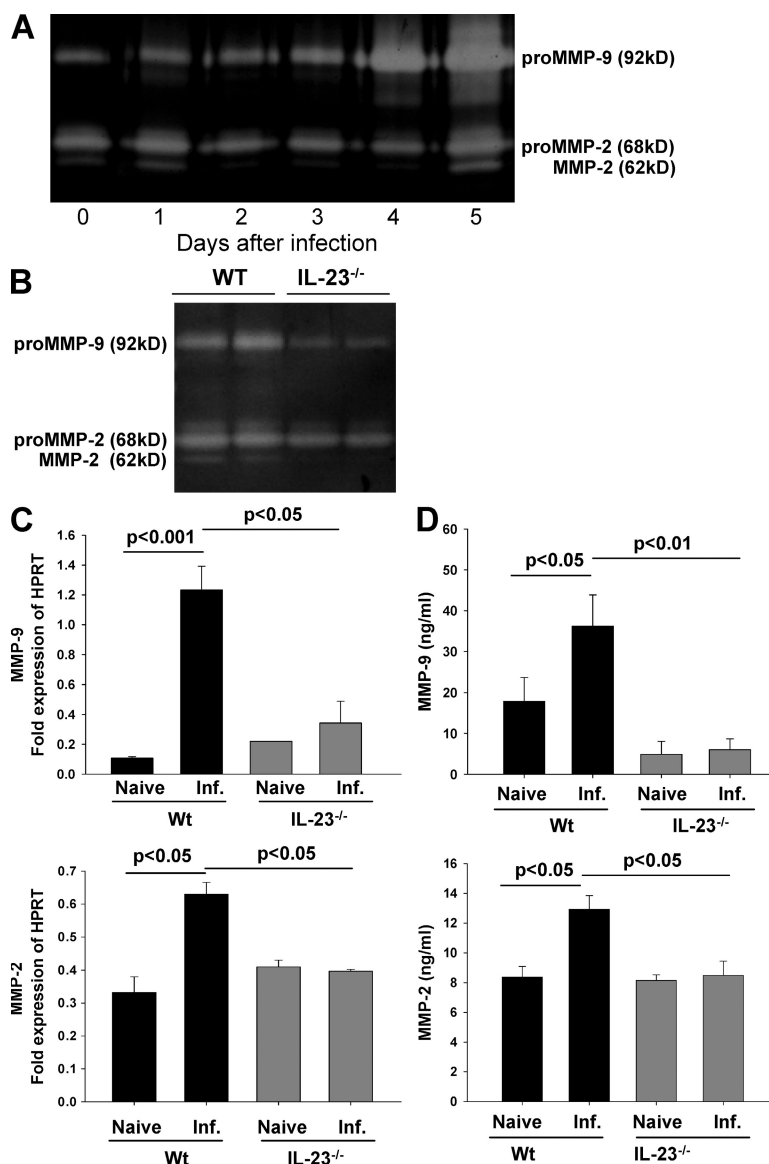 A
proMMP-9 (92kD)
proMMP-2 (68kD)
MMP-2 (62kD)
0 1 2 3 4 5
Days after infection
B
WT IL-23-/-
proMMP-9 (92kD)
proMMP-2 (68kD)
MMP-2 (62kD)
C
MMP-9
Fold expression of HPRT
1.6
1.4
1.2
1.0
0.8
0.6
0.4
0.2
0.0
p<0.001
p<0.05
Naive Inf. Naive Inf.
Wt IL-23-/-
D
MMP-9 (ng/ml)
60
50
40
30
20
10
0
p<0.05
p<0.01
Naive Inf. Naive Inf.
Wt IL-23-/-
MMP-2
Fold expression of HPRT
0.7
0.6
0.5
0.4
0.3
0.2
0.1
0.0
p<0.05 p<0.05
Naive Inf. Naive Inf.
Wt IL-23-/-
MMP-2 (ng/ml)
16
14
12
10
8
6
4
2
0
p<0.05 p<0.05
Naive Inf. Naive Inf.
Wt IL-23-/-